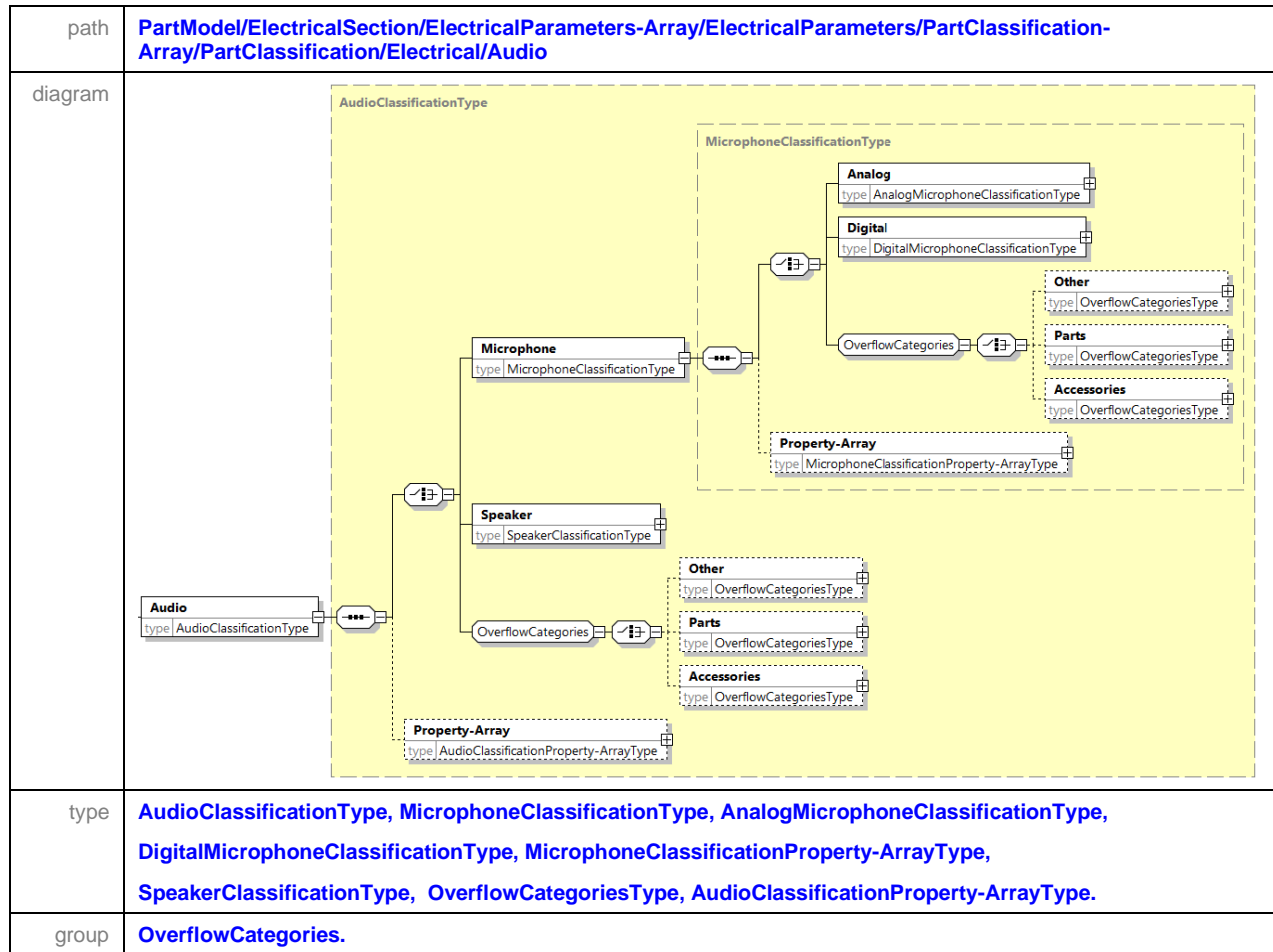 path
PartModel/ElectricalSection/ElectricalParameters-Array/ElectricalParameters/PartClassification-
Array/PartClassification/Electrical/Audio
diagram
AudioClassificationType
MicrophoneClassificationType
Analog
type AnalogMicrophoneClassificationType
Digital
type DigitalMicrophoneClassificationType
Other
type OverflowCategoriesType
OverflowCategories
Parts
type OverflowCategoriesType
Accessories
type OverflowCategoriesType
Microphone
type MicrophoneClassificationType
Property-Array
type MicrophoneClassificationProperty-ArrayType
Speaker
type SpeakerClassificationType
Other
type OverflowCategoriesType
Audio
type AudioClassificationType
OverflowCategories
Parts
type OverflowCategoriesType
Accessories
type OverflowCategoriesType
Property-Array
type AudioClassificationProperty-ArrayType
type
AudioClassificationType, MicrophoneClassificationType, AnalogMicrophoneClassificationType,
DigitalMicrophoneClassificationType, MicrophoneClassificationProperty-ArrayType,
SpeakerClassificationType, OverflowCategoriesType, AudioClassificationProperty-ArrayType.
group
OverflowCategories.